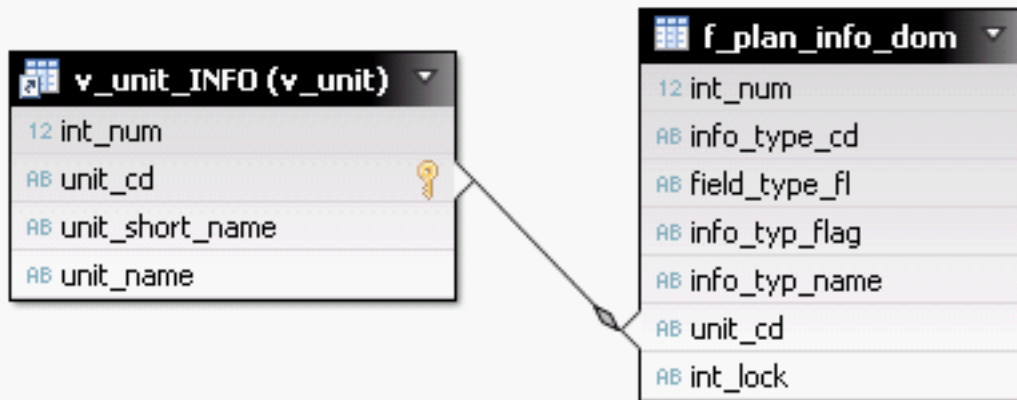 v_unit_INFO (v_unit)
12 int_num
AB unit_cd
AB unit_short_name
AB unit_name
f_plan_info_dom
12 int_num
AB info_type_cd
AB field_type_fl
AB info_typ_flag
AB info_typ_name
AB unit_cd
AB int_lock